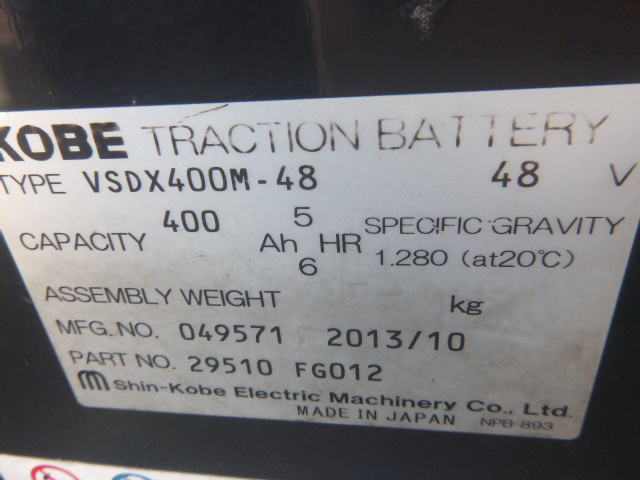 KOBE TRACTION BATTERY
TYPE VSDX400M-48 48 V
CAPACITY 400 Ah 5 HR SPECIFIC GRAVITY
6 1.280 (at20℃)
ASSEMBLY WEIGHT kg
MFG.NO. 049571 2013/10
PART NO. 29510 FG012
Shin-Kobe Electric Machinery Co., Ltd.
MADE IN JAPAN NPB-893